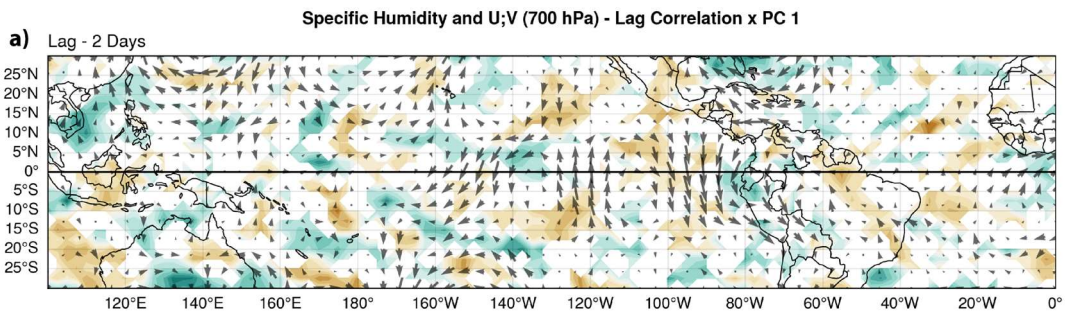 Specific Humidity and U;V (700 hPa) - Lag Correlation x PC 1
a) Lag - 2 Days
25°N
20°N
15°N
10°N
5°N
0°
5°S
10°S
15°S
20°S
25°S
120°E 140°E 160°E 180° 160°W 140°W 120°W 100°W 80°W 60°W 40°W 20°W 0°